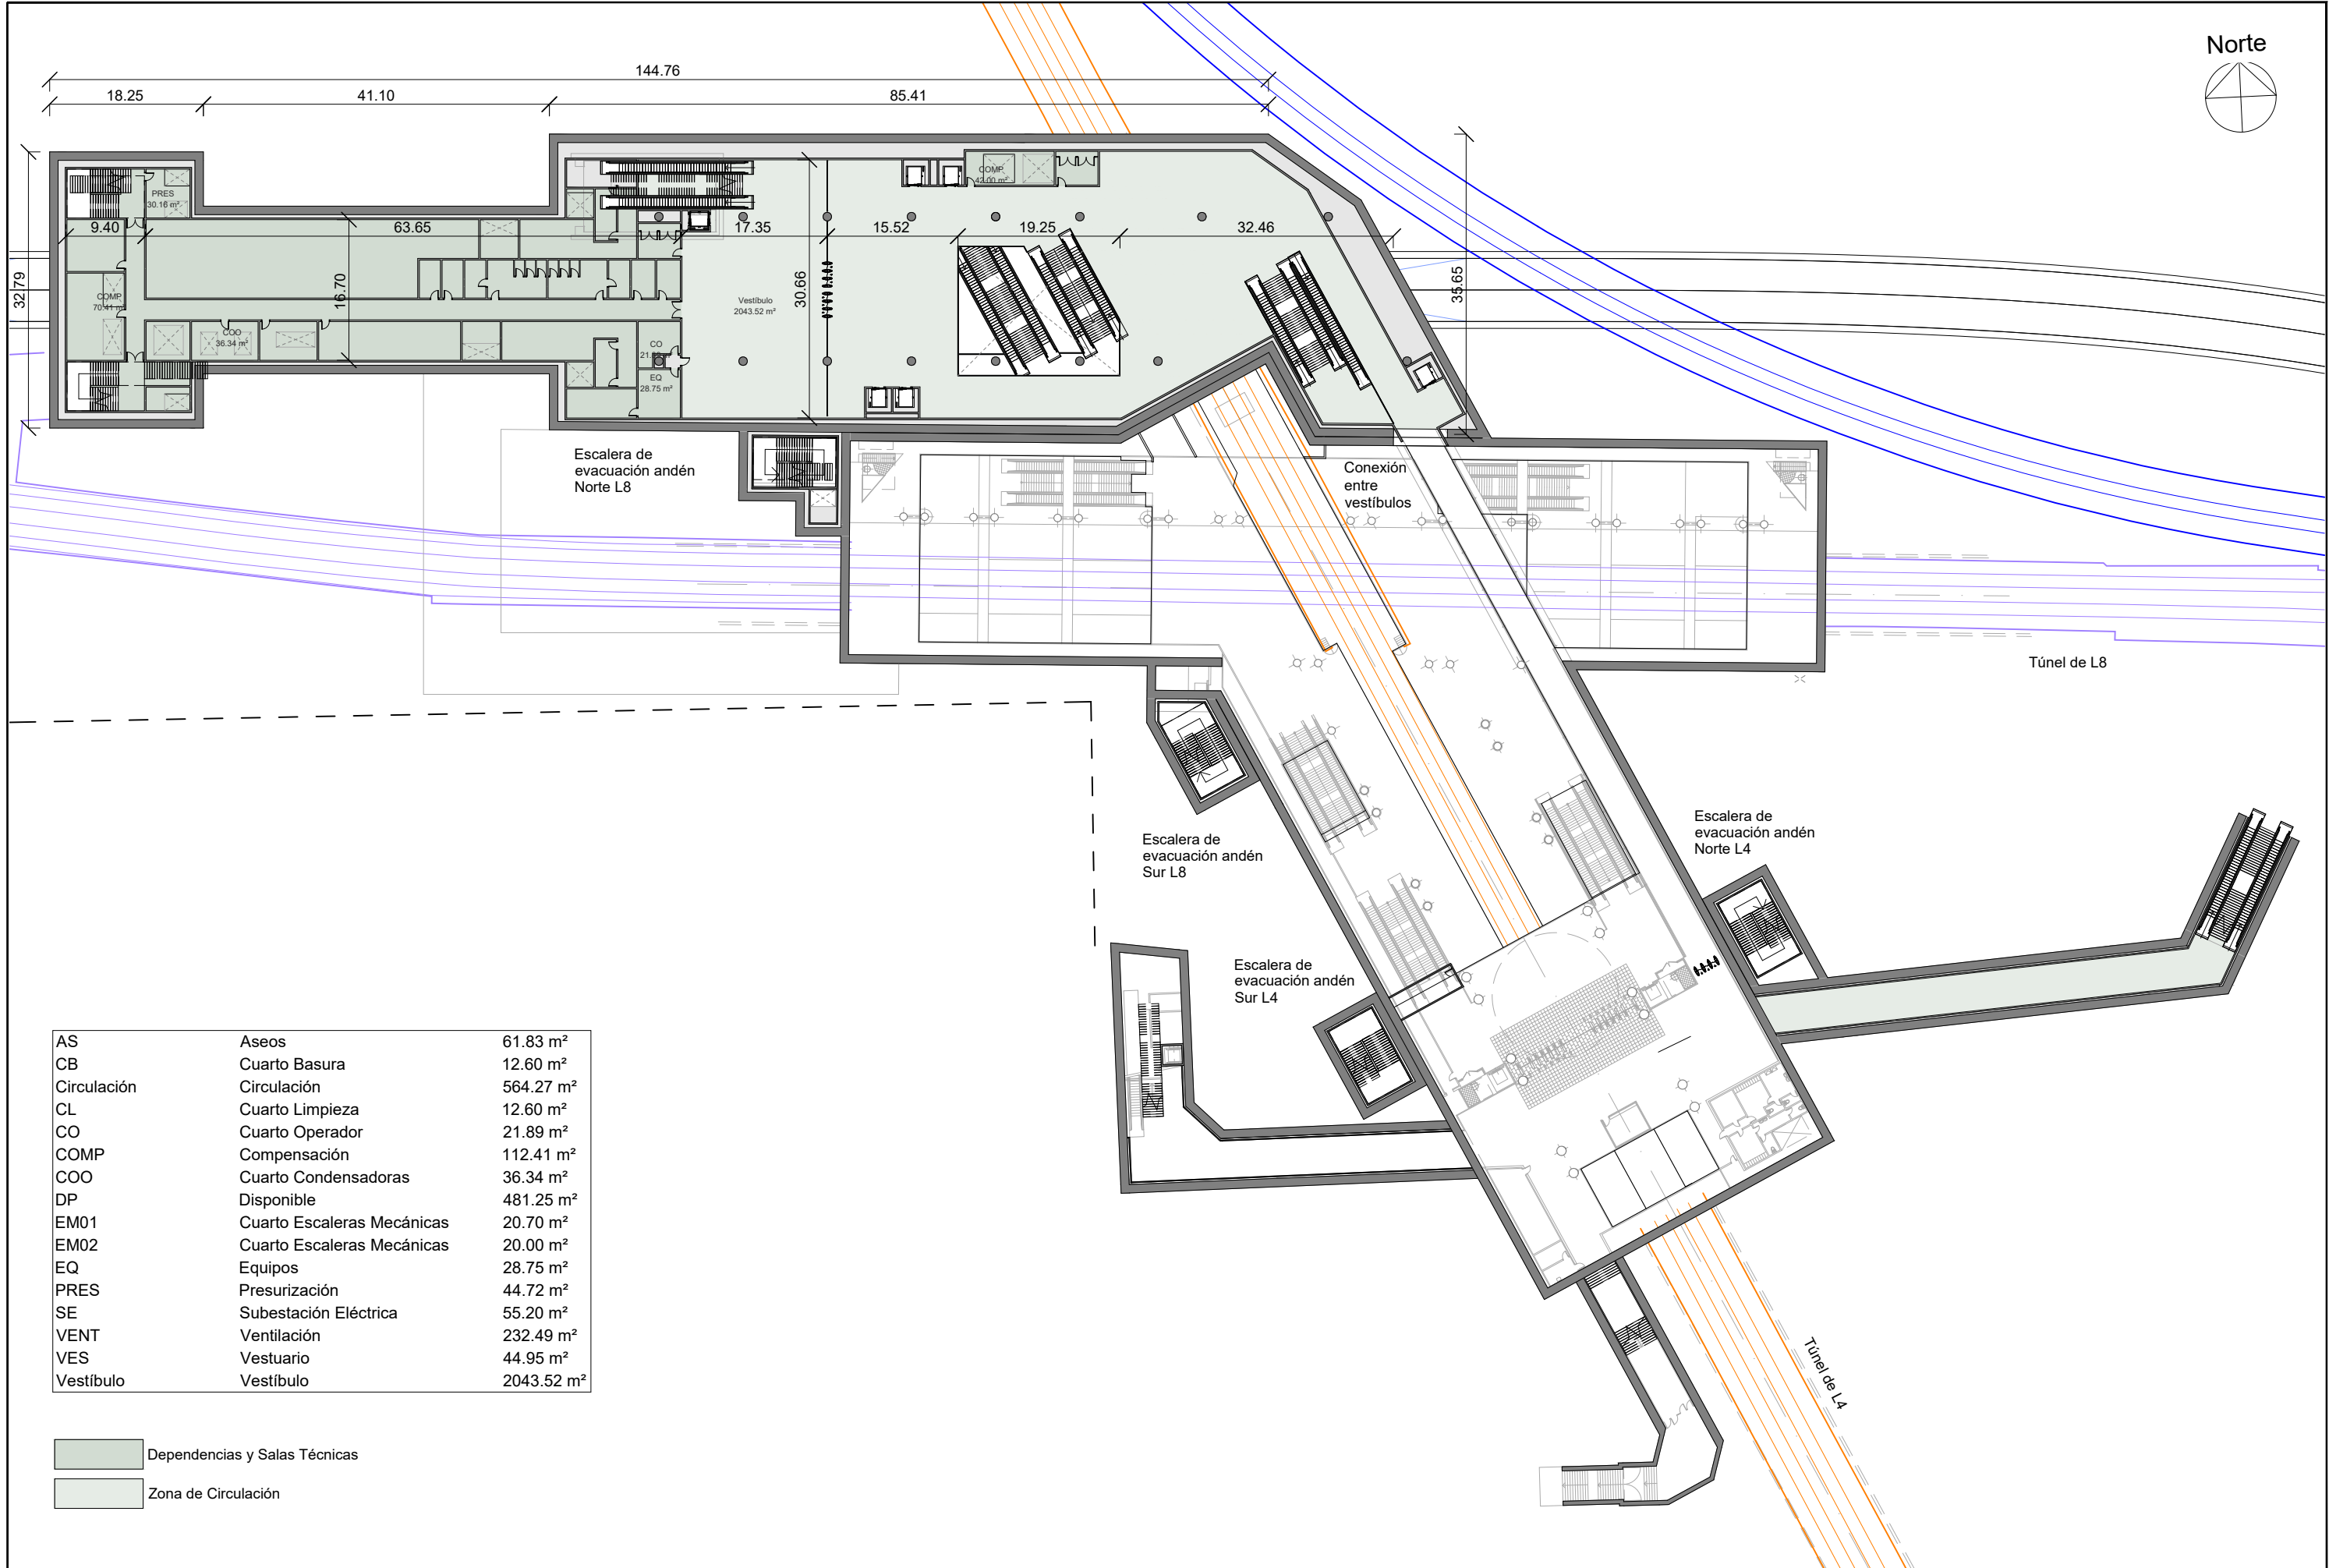 Norte
144.76
18.25 41.10 85.41
PRES
30.16 m²
COMP
42.00 m²
9.40 63.65 17.35 15.52 19.25 32.46
32.79
16.70
30.66
35.65
COMP
70.41 m²
COO
36.34 m²
Vestíbulo
2043.52 m²
CO
EQ
28.75 m²
Escalera de
evacuación andén
Norte L8
Conexión
entre
vestíbulos
Túnel de L8
Escalera de
evacuación andén
Sur L8
Escalera de
evacuación andén
Norte L4
Escalera de
evacuación andén
Sur L4
Túnel de L4
AS Aseos 61.83 m²
CB Cuarto Basura 12.60 m²
Circulación Circulación 564.27 m²
CL Cuarto Limpieza 12.60 m²
CO Cuarto Operador 21.89 m²
COMP Compensación 112.41 m²
COO Cuarto Condensadoras 36.34 m²
DP Disponible 481.25 m²
EM01 Cuarto Escaleras Mecánicas 20.70 m²
EM02 Cuarto Escaleras Mecánicas 20.00 m²
EQ Equipos 28.75 m²
PRES Presurización 44.72 m²
SE Subestación Eléctrica 55.20 m²
VENT Ventilación 232.49 m²
VES Vestuario 44.95 m²
Vestíbulo Vestíbulo 2043.52 m²
Dependencias y Salas Técnicas
Zona de Circulación